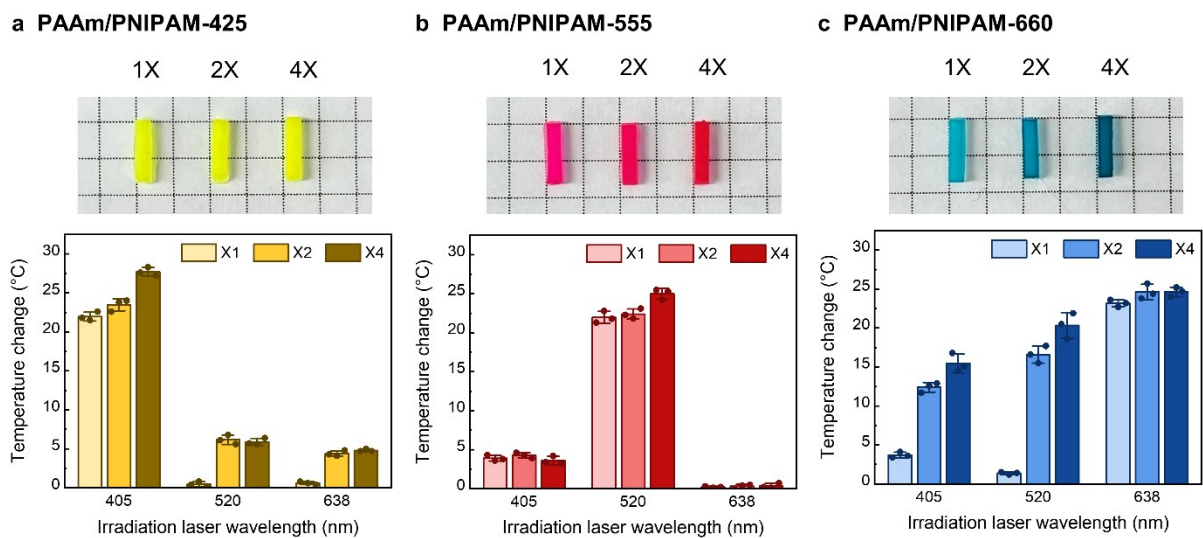 a PAAm/PNIPAM-425
1X 2X 4X
X1 X2 X4
Temperature change (°C)
30
25
20
15
10
5
0
405 520 638
Irradiation laser wavelength (nm)
b PAAm/PNIPAM-555
1X 2X 4X
X1 X2 X4
Temperature change (°C)
30
25
20
15
10
5
0
405 520 638
Irradiation laser wavelength (nm)
c PAAm/PNIPAM-660
1X 2X 4X
X1 X2 X4
Temperature change (°C)
30
25
20
15
10
5
0
405 520 638
Irradiation laser wavelength (nm)